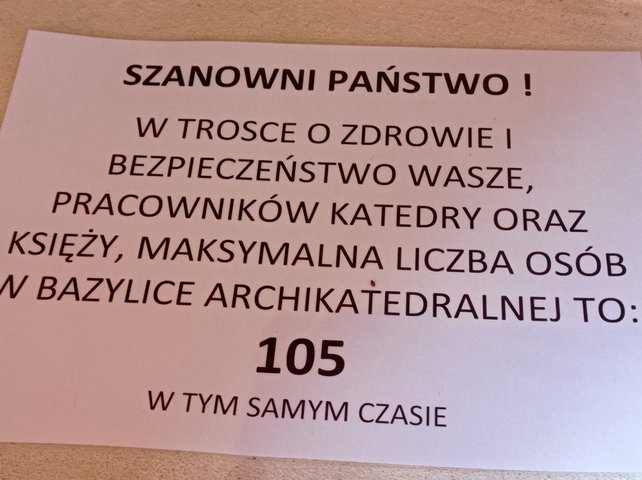 SZANOWNI PAŃSTWO !
W TROSCE O ZDROWIE I
BEZPIECZEŃSTWO WASZE,
PRACOWNIKÓW KATEDRY ORAZ
KSIĘŻY, MAKSYMALNA LICZBA OSÓB
W BAZYLICE ARCHIKATEDRALNEJ TO:
105
W TYM SAMYM CZASIE